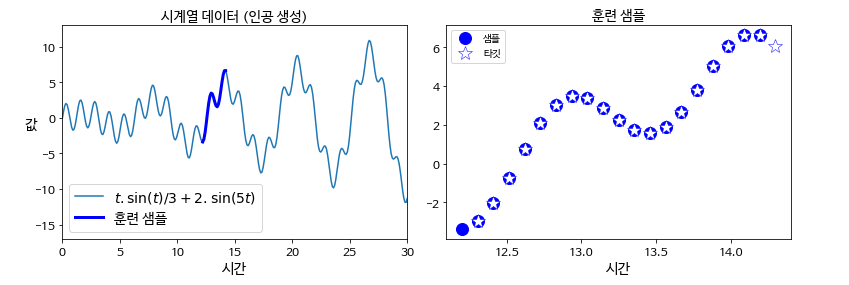 시계열 데이터 (인공 생성)
값
10
5
0
−5
−10
−15
t. sin(t)/3 + 2. sin(5t)
훈련 샘플
0 5 10 15 20 25 30
시간
훈련 샘플
샘플
타깃
6
4
2
0
−2
12.5 13.0 13.5 14.0
시간